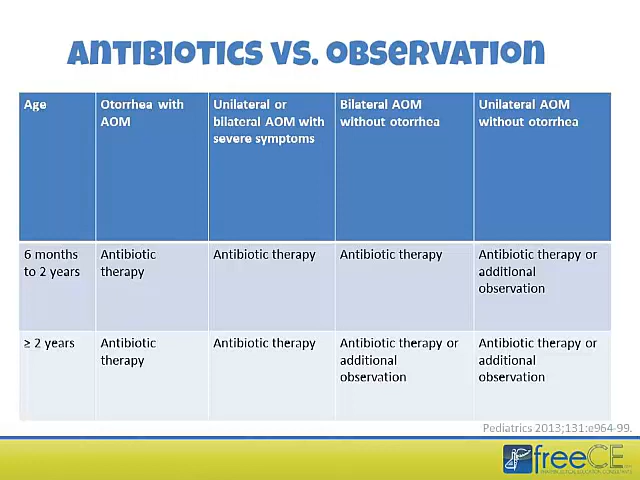 Antibiotics vs. Observation
Age
Otorrhea with
AOM
Unilateral or
bilateral AOM with
severe symptoms
Bilateral AOM
without otorrhea
Unilateral AOM
without otorrhea
6 months
to 2 years
Antibiotic
therapy
Antibiotic therapy
Antibiotic therapy
Antibiotic therapy or
additional
observation
≥ 2 years
Antibiotic
therapy
Antibiotic therapy
Antibiotic therapy or
additional
observation
Antibiotic therapy or
additional
observation
Pediatrics 2013;131:e964-99.
freeCE